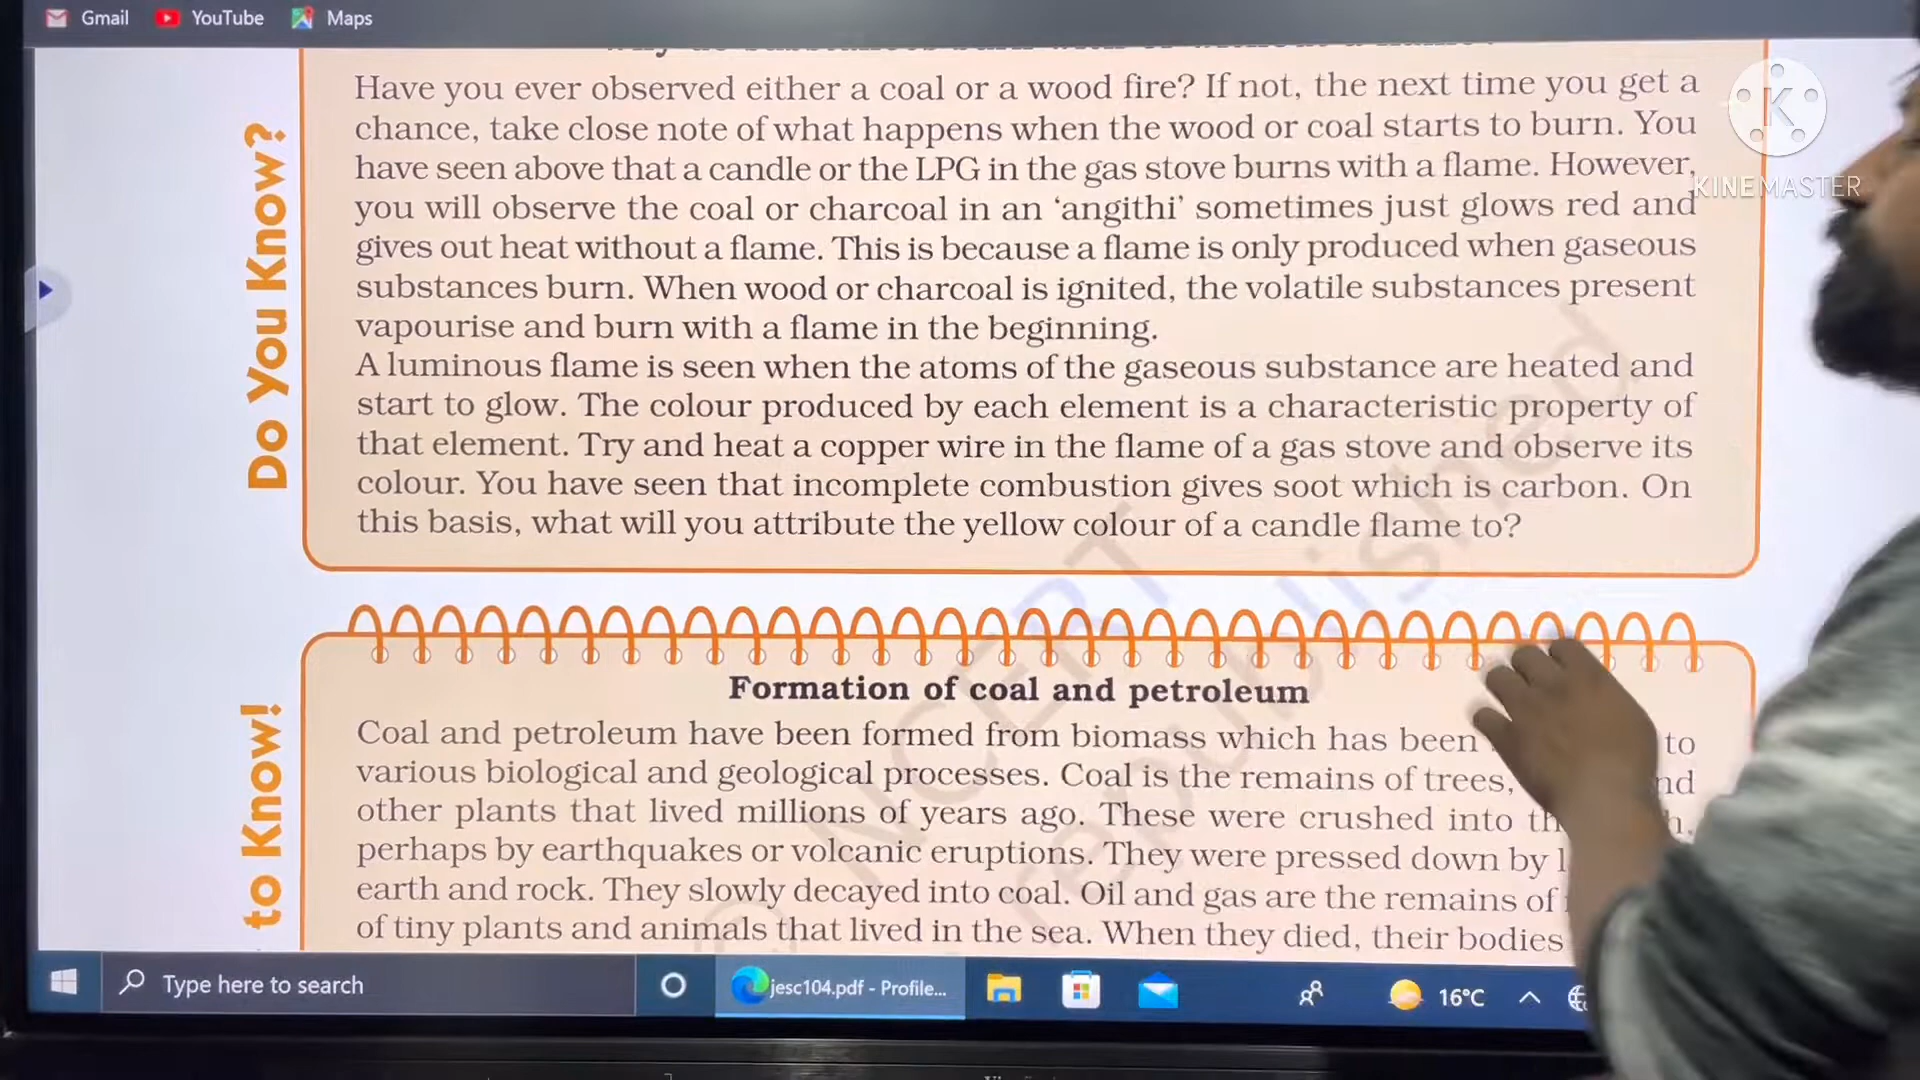 Gmail YouTube Maps
Have you ever observed either a coal or a wood fire? If not, the next time you get a
chance, take close note of what happens when the wood or coal starts to burn. You
have seen above that a candle or the LPG in the gas stove burns with a flame. However,
you will observe the coal or charcoal in an ‘angithi’ sometimes just glows red and
gives out heat without a flame. This is because a flame is only produced when gaseous
substances burn. When wood or charcoal is ignited, the volatile substances present
vapourise and burn with a flame in the beginning.
A luminous flame is seen when the atoms of the gaseous substance are heated and
start to glow. The colour produced by each element is a characteristic property of
that element. Try and heat a copper wire in the flame of a gas stove and observe its
colour. You have seen that incomplete combustion gives soot which is carbon. On
this basis, what will you attribute the yellow colour of a candle flame to?
Do You Know?
K
KINEMASTER
Formation of coal and petroleum
Coal and petroleum have been formed from biomass which has been to
various biological and geological processes. Coal is the remains of trees,
other plants that lived millions of years ago. These were crushed into
perhaps by earthquakes or volcanic eruptions. They were pressed down by
earth and rock. They slowly decayed into coal. Oil and gas are the remains of
of tiny plants and animals that lived in the sea. When they died, their bodies
to Know!
© NCERT
republished
Type here to search
jesc104.pdf - Profile...
16°C